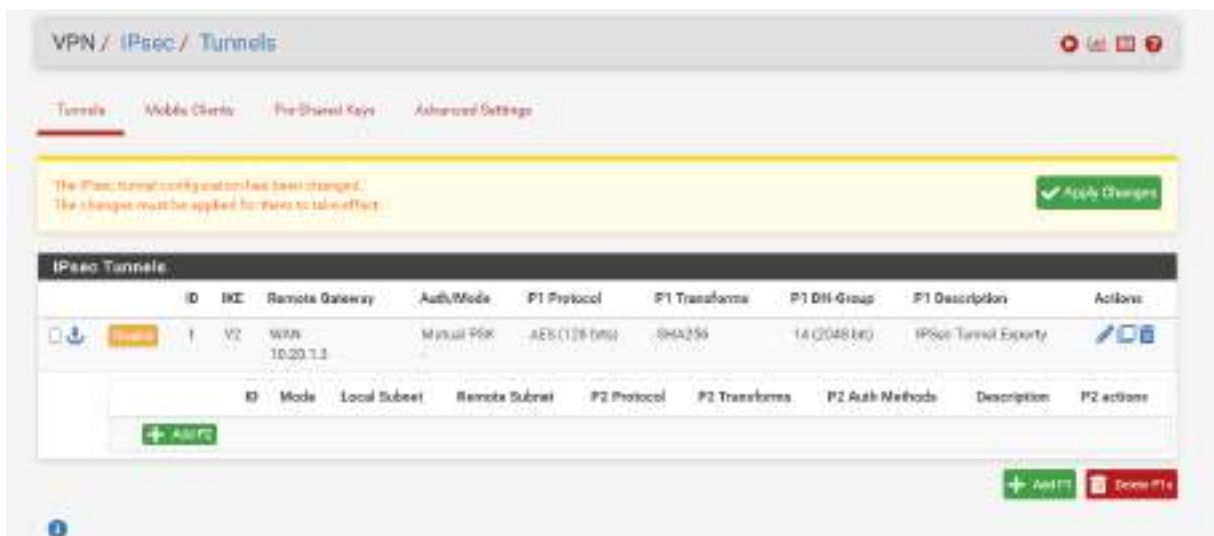 VPN / IPsec / Tunnels
Tunnels Mobile Clients Pre-Shared Keys Advanced Settings
The IPsec tunnel configuration has been changed.
The changes must be applied for them to take effect.
Apply Changes
IPsec Tunnels
ID IKE Remote Gateway Auth/Mode P1 Protocol P1 Transforms P1 DH-Group P1 Description Actions
Disable 1 V2 WAN Mutual PSK AES (128 bits) SHA256 14 (2048 bit) IPSec Tunnel Experty
10.20.1.2 -
ID Mode Local Subnet Remote Subnet P2 Protocol P2 Transforms P2 Auth Methods Description P2 actions
Add P2
Add P1 Delete P1s